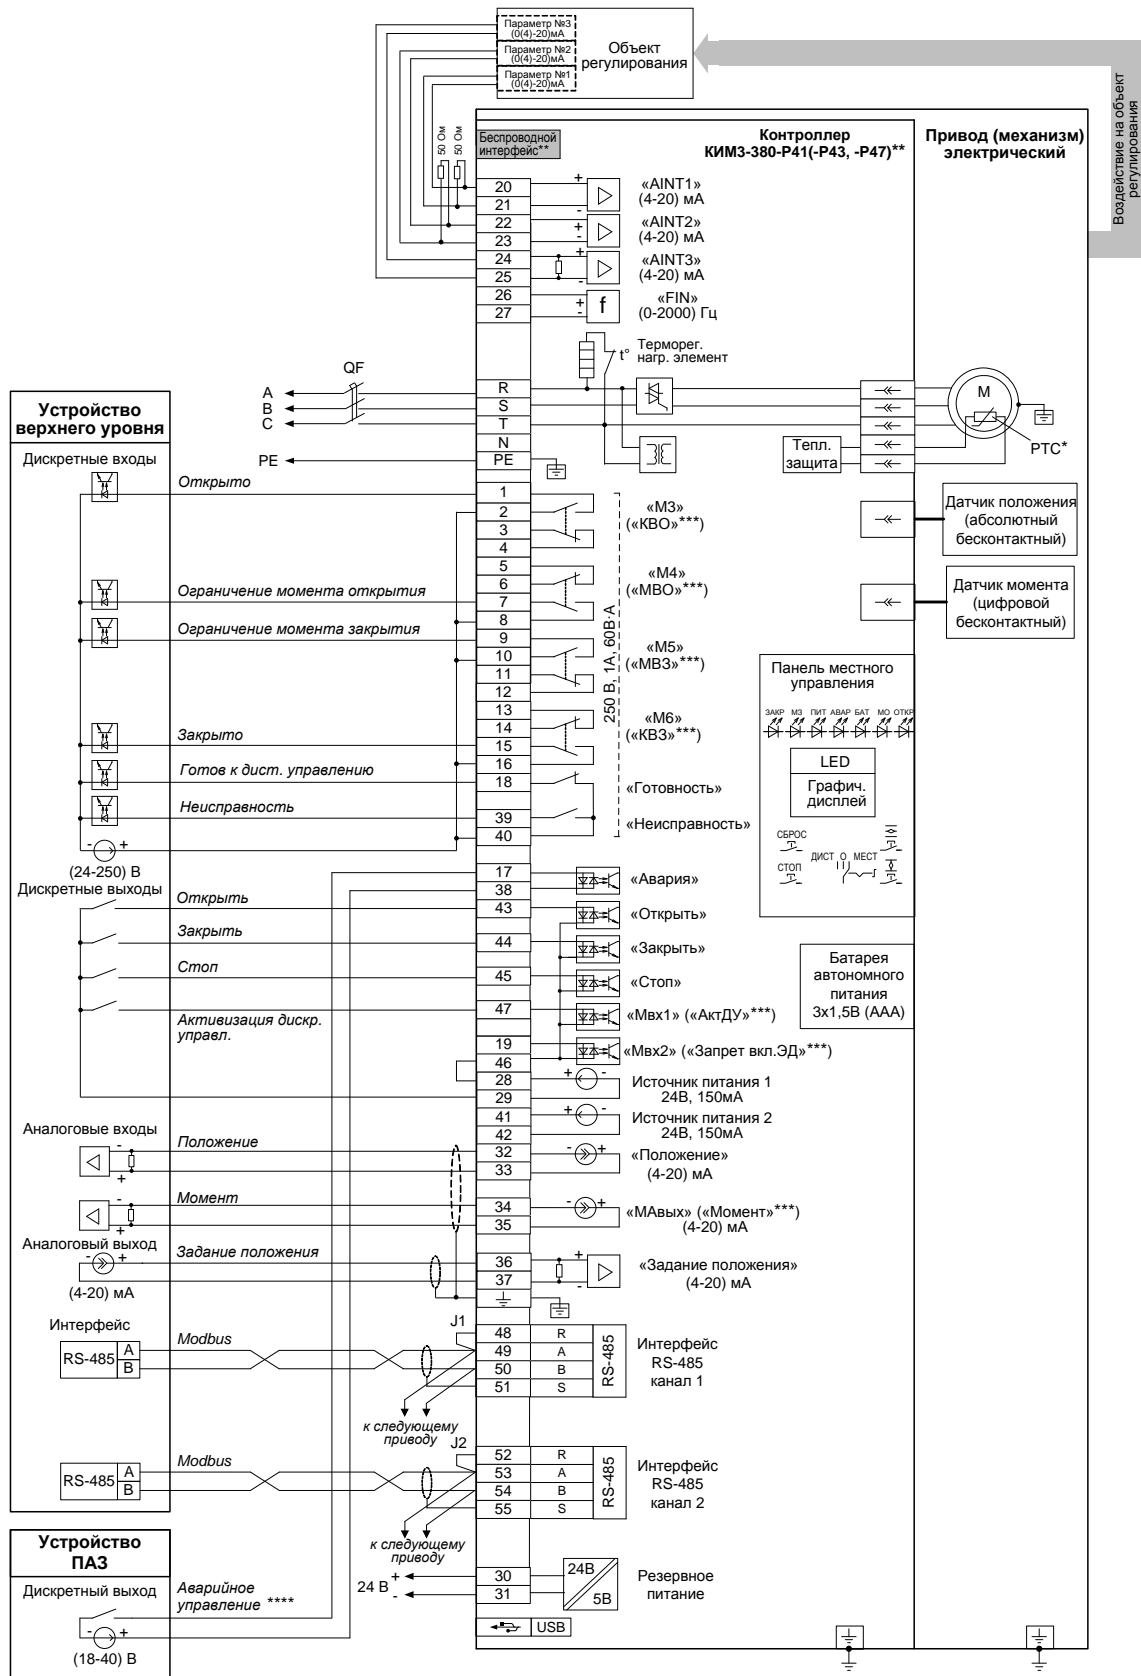 Параметр №3
(0(4)-20)мА
Параметр №2
(0(4)-20)мА
Параметр №1
(0(4)-20)мА
Объект
регулирования
Воздействие на объект
регулирования
50 Ом
50 Ом
Беспроводной
интерфейс**
Контроллер
КИМ3-380-Р41(-Р43, -Р47)**
Привод (механизм)
электрический
20
21
22
23
24
25
26
27
+
-
«AINT1»
(4-20) мА
+
-
«AINT2»
(4-20) мА
+
-
«AINT3»
(4-20) мА
+
-
f
«FIN»
(0-2000) Гц
t°
Терморег.
нагр. элемент
QF
A
B
C
PE
R
S
T
N
PE
M
PTC*
Тепл.
защита
Устройство
верхнего уровня
Дискретные входы
Открыто
Ограничение момента открытия
Ограничение момента закрытия
Закрыто
Готов к дист. управлению
Неисправность
- +
(24-250) В
1
2
3
4
5
6
7
8
9
10
11
12
13
14
15
16
18
39
40
«М3»
(«КВО»***)
«М4»
(«МВО»***)
«М5»
(«МВЗ»***)
«М6»
(«КВЗ»***)
«Готовность»
«Неисправность»
250 В, 1А, 60В·А
Датчик положения
(абсолютный
бесконтактный)
Датчик момента
(цифровой
бесконтактный)
Панель местного
управления
ЗАКР МЗ ПИТ АВАР БАТ МО ОТКР
LED
Графич.
дисплей
СБРОС
СТОП
ДИСТ О МЕСТ
Батарея
автономного
питания
3х1,5В (ААА)
Дискретные выходы
Открыть
Закрыть
Стоп
Активизация дискр.
управл.
17
38
43
44
45
47
19
46
28
29
41
42
32
33
34
35
36
37
«Авария»
«Открыть»
«Закрыть»
«Стоп»
«Мвх1» («АктДУ»***)
«Мвх2» («Запрет вкл.ЭД»***)
+ -
Источник питания 1
24В, 150мА
+ -
Источник питания 2
24В, 150мА
- +
«Положение»
(4-20) мА
- +
«МАвых» («Момент»***)
(4-20) мА
+
-
«Задание положения»
(4-20) мА
Аналоговые входы
-
+
Положение
-
+
Момент
Аналоговый выход
- +
(4-20) мА
Задание положения
Интерфейс
RS-485
A
B
Modbus
J1
48 R
49 A
50 B
51 S
RS-485
Интерфейс
RS-485
канал 1
к следующему
приводу
RS-485
A
B
Modbus
J2
52 R
53 A
54 B
55 S
RS-485
Интерфейс
RS-485
канал 2
к следующему
приводу
Устройство
ПАЗ
Дискретный выход
- +
(18-40) В
Аварийное
управление ****
24 В
+
-
30
31
24В
5В
Резервное
питание
USB